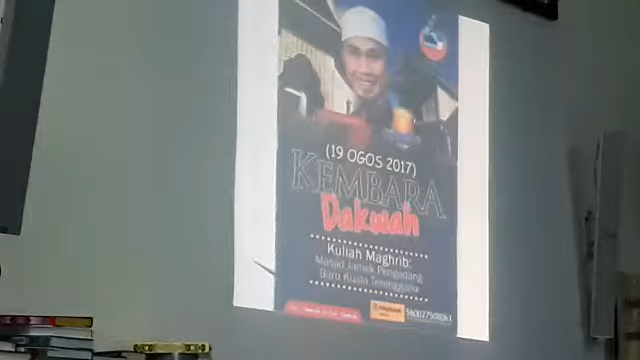 (19 OGOS 2017)
KEMBARA
Dakwah
Kuliah Maghrib:
Masjid Jamek Pengadang
Baru Kuala Terengganu